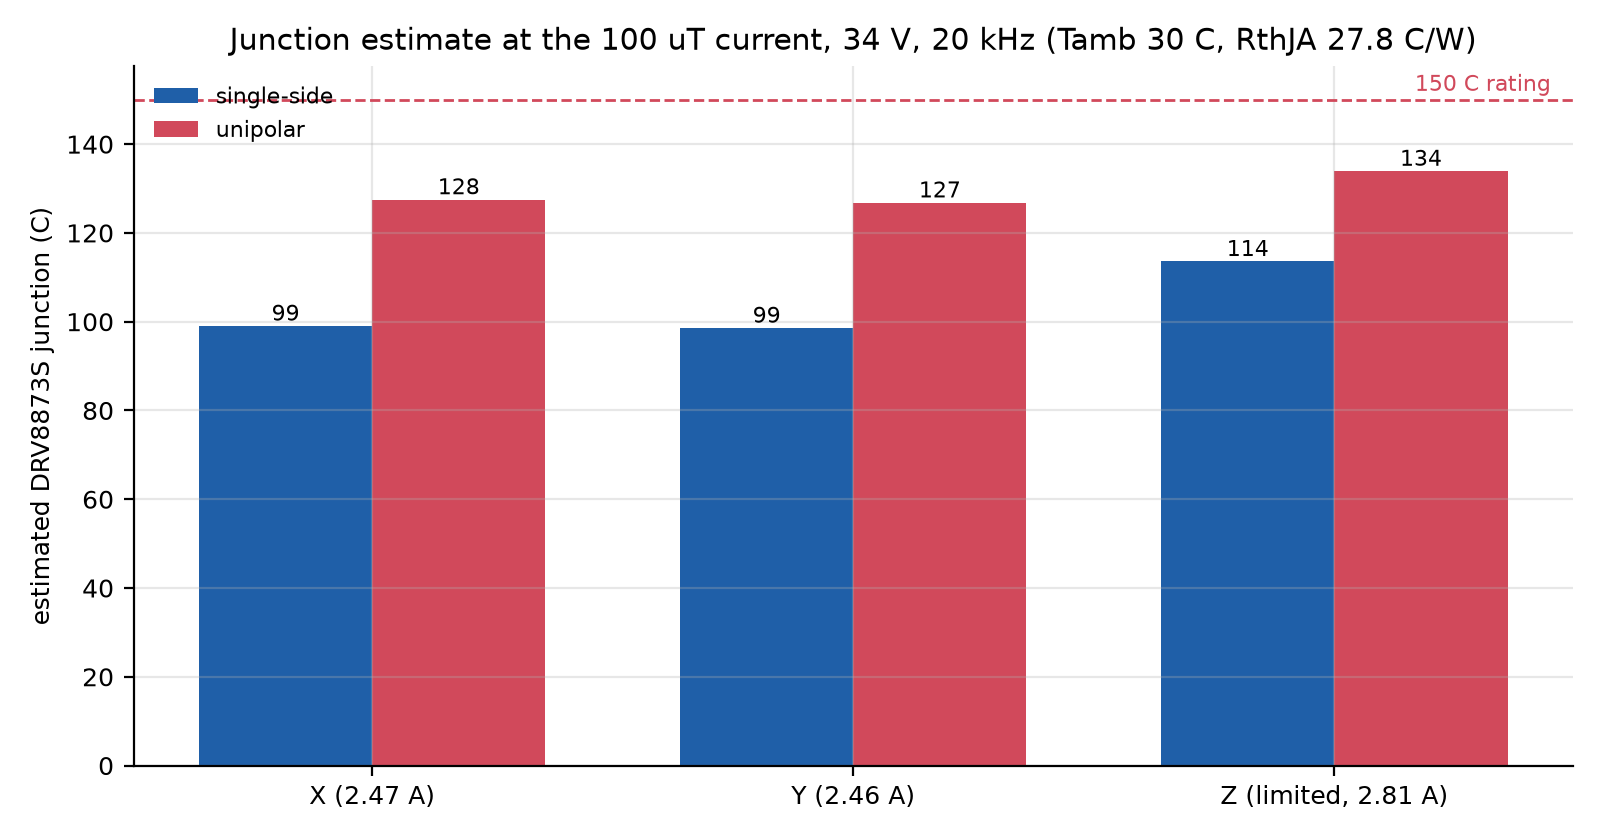 Junction estimate at the 100 uT current, 34 V, 20 kHz (Tamb 30 C, RthJA 27.8 C/W)
150 C rating
single-side
unipolar
estimated DRV8873S junction (C)
140
120
100
80
60
40
20
0
99
128
99
127
114
134
X (2.47 A)
Y (2.46 A)
Z (limited, 2.81 A)